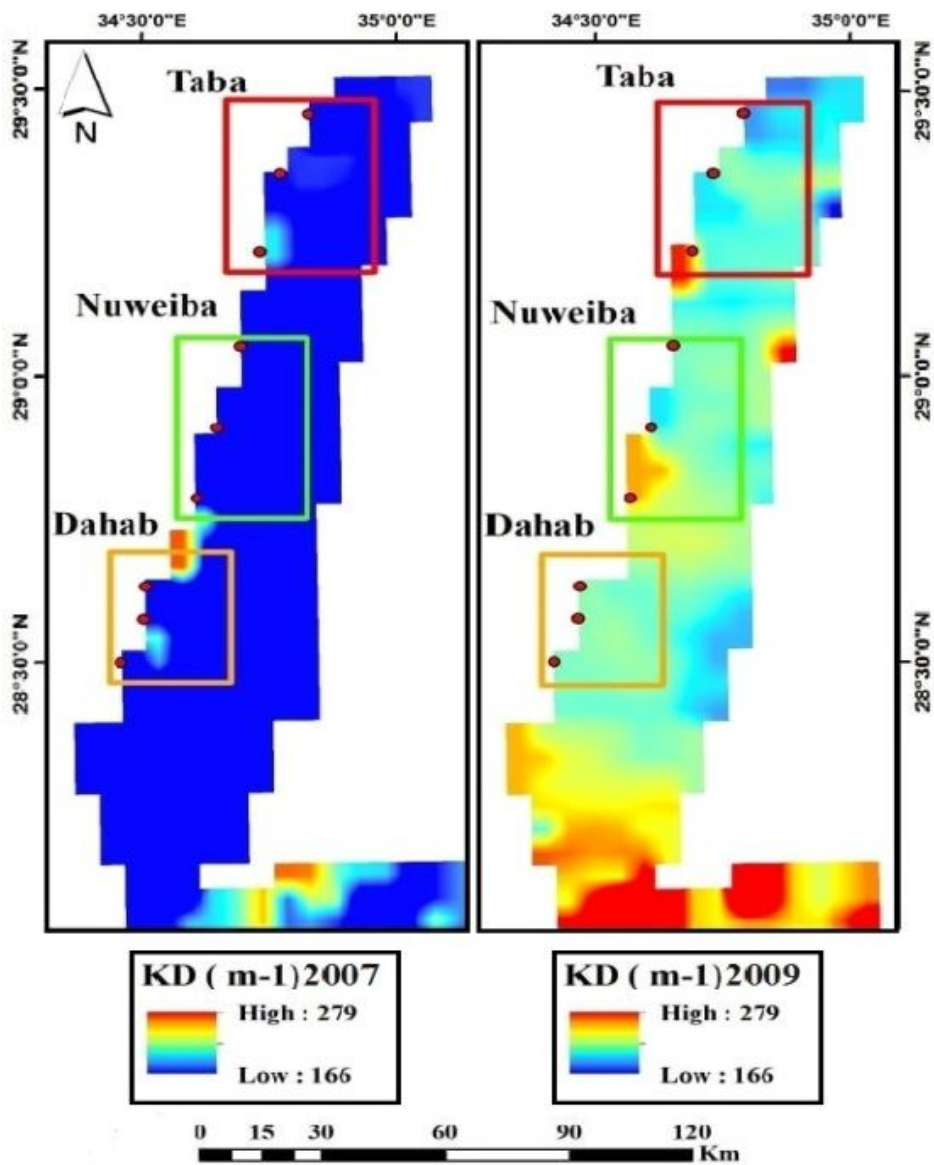 34°30'0"E 35°0'0"E 34°30'0"E 35°0'0"E
29°30'0"N
29°0'0"N
28°30'0"N
N
Taba
Nuweiba
Dahab
Taba
Nuweiba
Dahab
29°30'0"N
29°0'0"N
28°30'0"N
KD ( m-1)2007
High : 279
Low : 166
KD ( m-1)2009
High : 279
Low : 166
0 15 30 60 90 120
Km